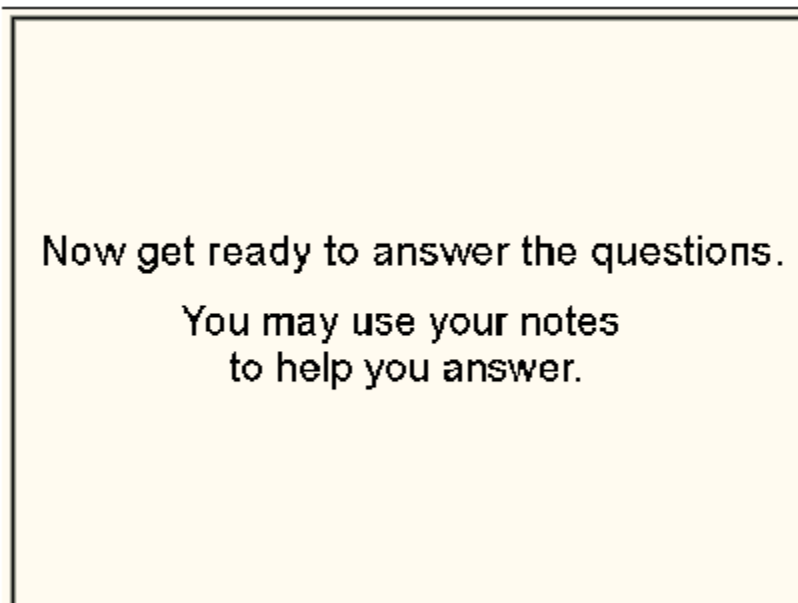 Now get ready to answer the questions.
You may use your notes
to help you answer.